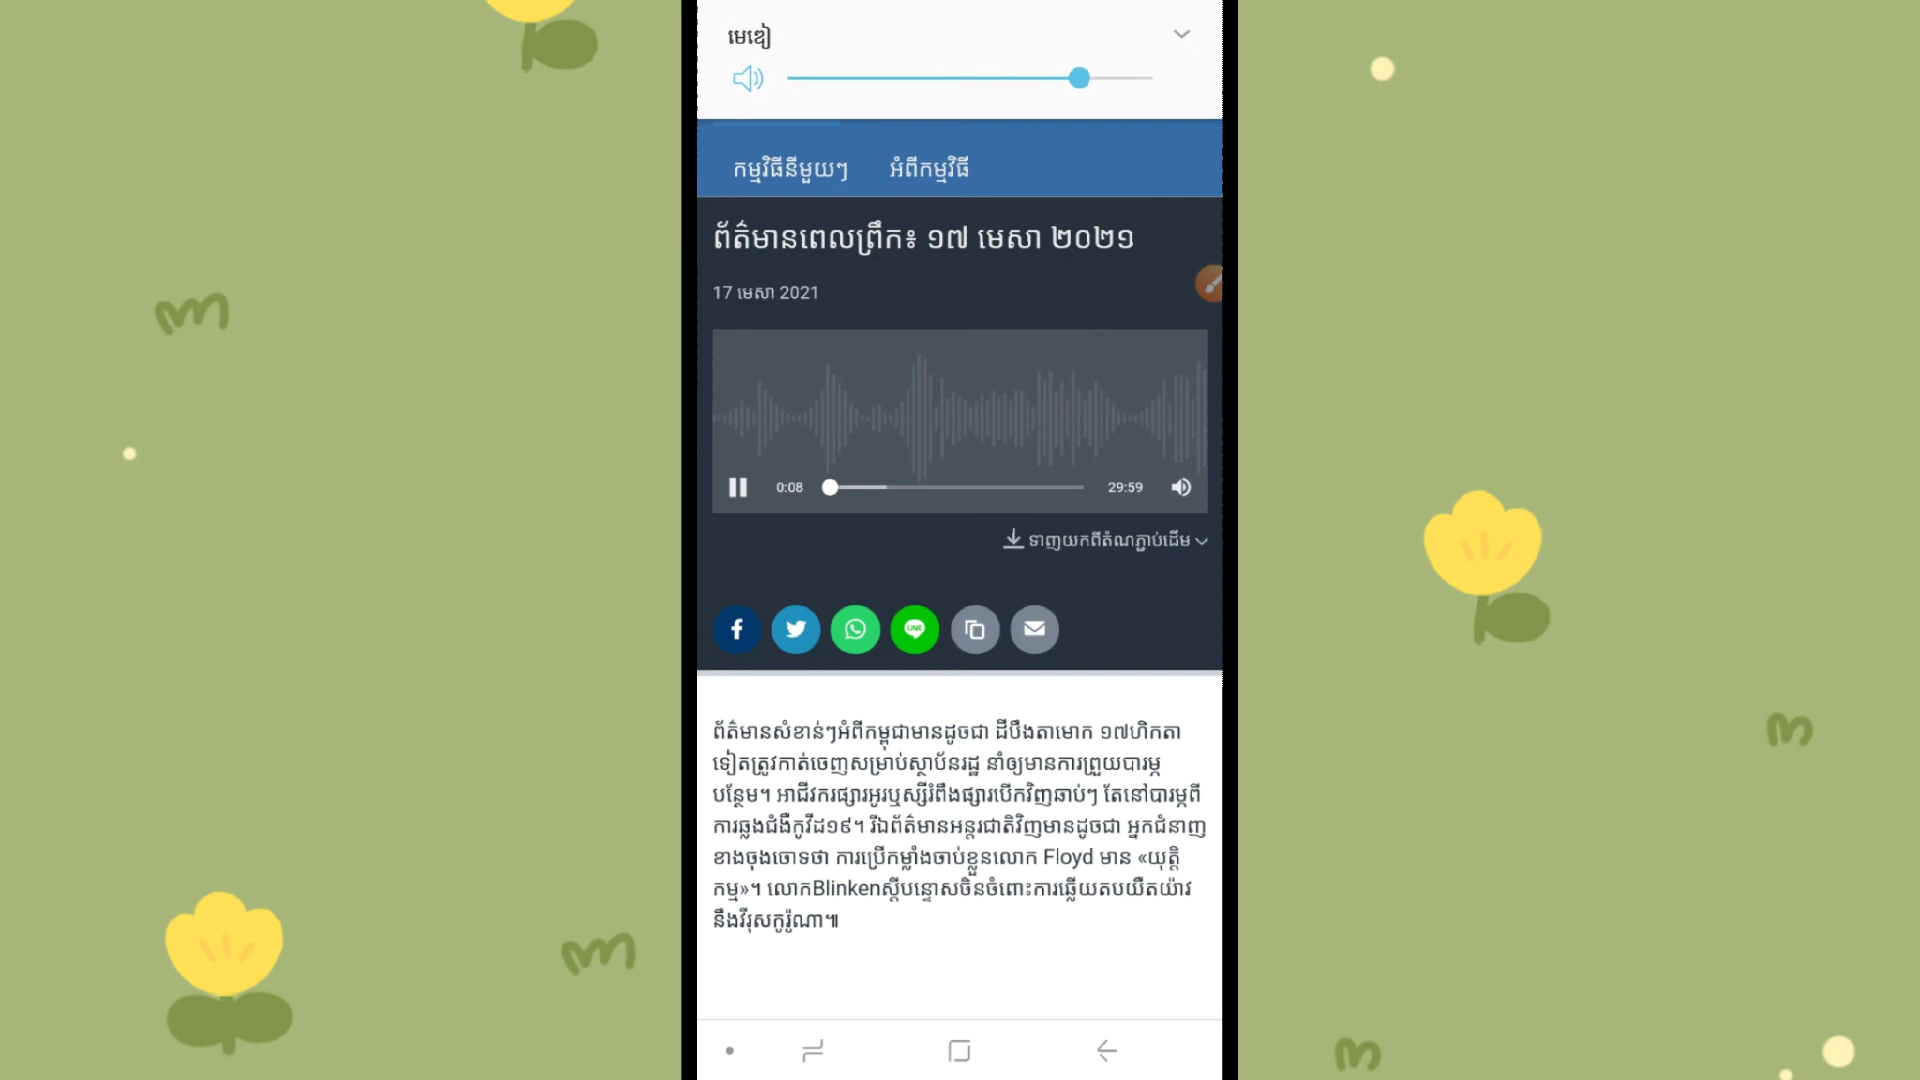 មេឌៀ
កម្មវិធីនីមួយៗ អំពីកម្មវិធី
ព័ត៌មានពេលព្រឹក៖ ១៧ មេសា ២០២១
17 មេសា 2021
0:08 29:59
ទាញយកពីតំណភ្ជាប់ដើម
LINE
ព័ត៌មានសំខាន់ៗអំពីកម្ពុជាមានដូចជា ដីបឹងតាមោក ១៧ហិកតា
ទៀតត្រូវកាត់ចេញសម្រាប់ស្ថាប័នរដ្ឋ នាំឲ្យមានការព្រួយបារម្ភ
បន្ថែម។ អាជីវករផ្សារអូរឬស្សីរំពឹងផ្សារបើកវិញឆាប់ៗ តែនៅបារម្ភពី
ការឆ្លងជំងឺកូវីដ១៩។ រីឯព័ត៌មានអន្តរជាតិវិញមានដូចជា អ្នកជំនាញ
ខាងចុងចោទថា ការប្រើកម្លាំងចាប់ខ្លួនលោក Floyd មាន «យុត្តិ
កម្ម»។ លោកBlinkenស្តីបន្ទោសចិនចំពោះការឆ្លើយតបយឺតយ៉ាវ
នឹងវីរុសកូរ៉ូណា៕